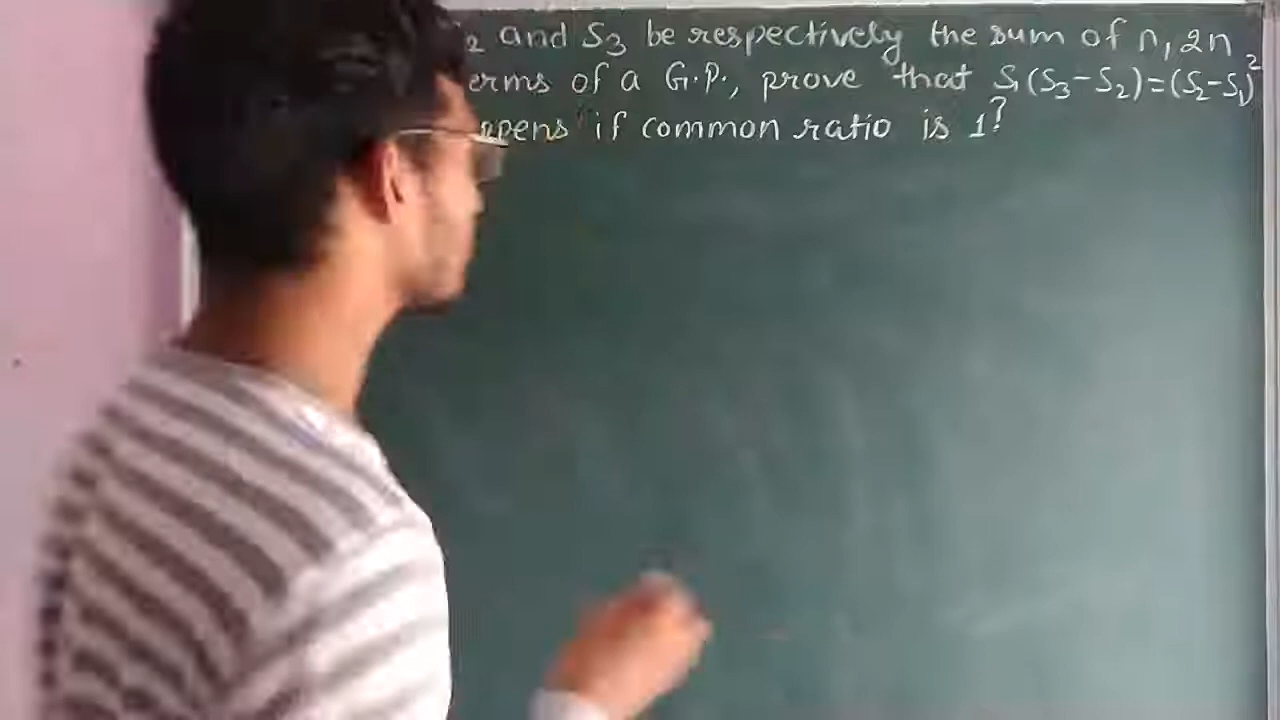 2 and S3 be respectively the sum of n, 2n
erms of a G.P., prove that S1(S3-S2)=(S2-S1)²
ppens if common ratio is 1?